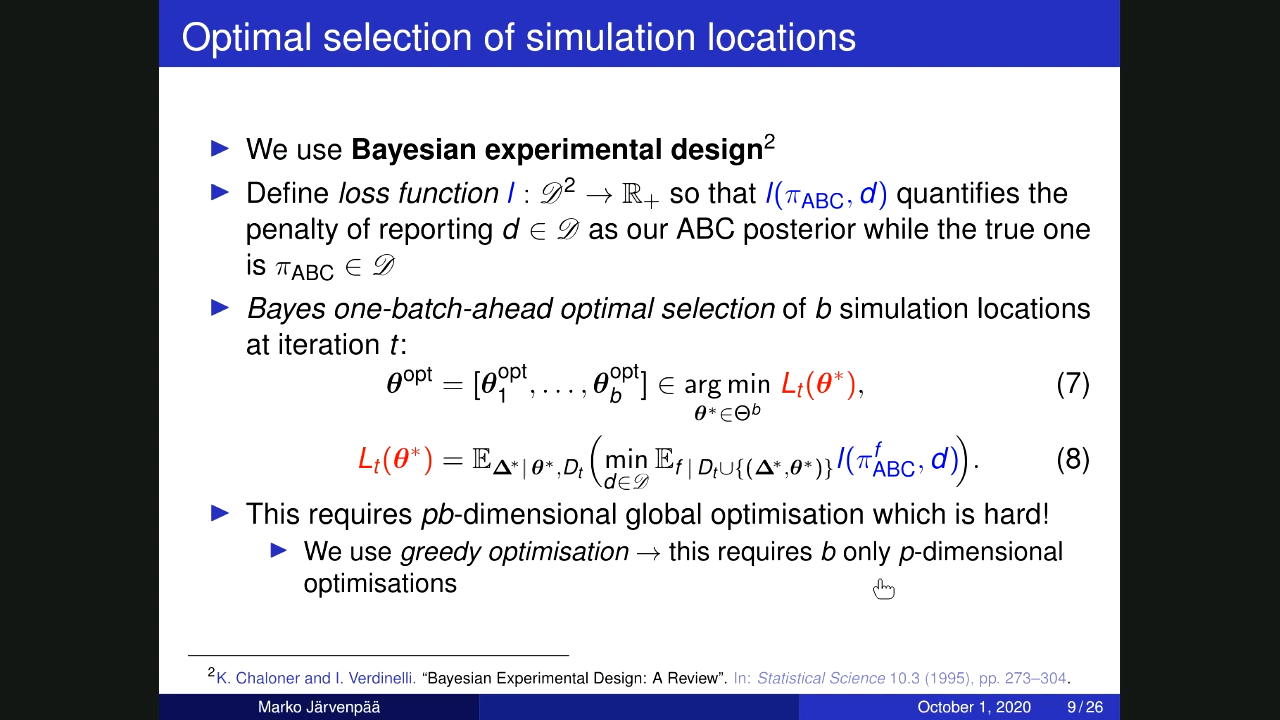 Optimal selection of simulation locations
▶ We use Bayesian experimental design²
▶ Define loss function l : 𝒟² → ℝ₊ so that l(π_ABC, d) quantifies the
penalty of reporting d ∈ 𝒟 as our ABC posterior while the true one
is π_ABC ∈ 𝒟
▶ Bayes one-batch-ahead optimal selection of b simulation locations
at iteration t:
θ^opt = [θ₁^opt, . . . , θ_b^opt] ∈ arg min_{θ*∈Θ^b} L_t(θ*), (7)
L_t(θ*) = 𝔼_{Δ* | θ*, D_t} ( min_{d∈𝒟} 𝔼_{f | D_t ∪ {(Δ*,θ*)}} l(π^f_ABC, d) ). (8)
▶ This requires pb-dimensional global optimisation which is hard!
▶ We use greedy optimisation → this requires b only p-dimensional
optimisations
²K. Chaloner and I. Verdinelli. “Bayesian Experimental Design: A Review”. In: Statistical Science 10.3 (1995), pp. 273–304.
Marko Järvenpää October 1, 2020 9 / 26